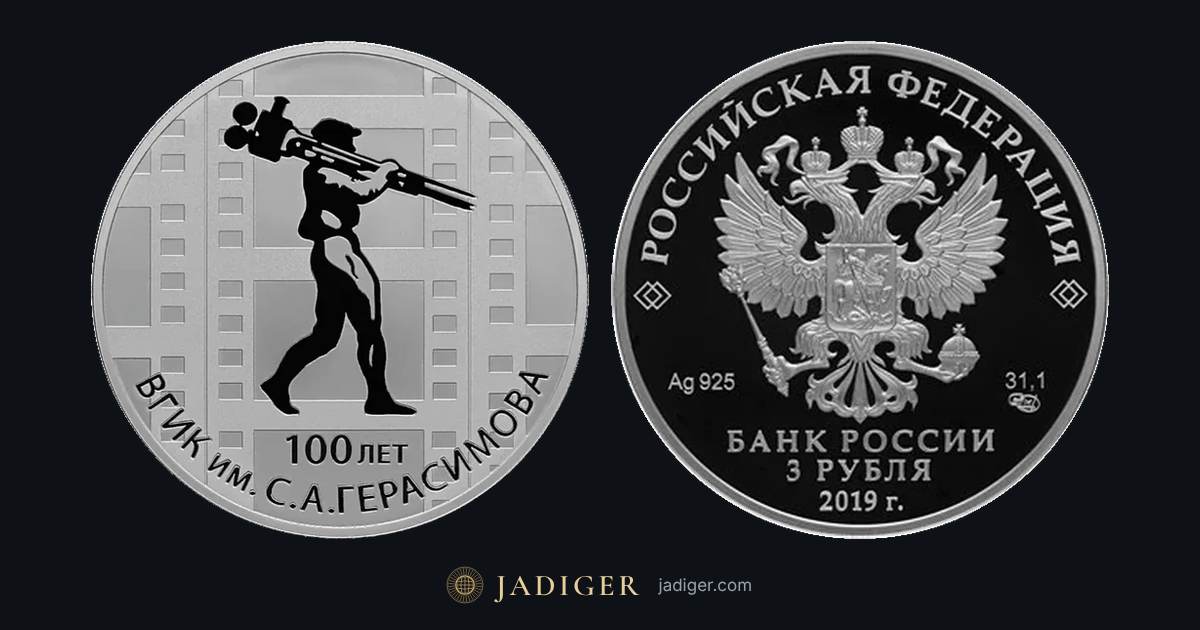 ВГИК им. С.А.ГЕРАСИМОВА
100 ЛЕТ
РОССИЙСКАЯ ФЕДЕРАЦИЯ
Ag 925
31,1
БАНК РОССИИ
3 РУБЛЯ
2019 г.
JADIGER
jadiger.com